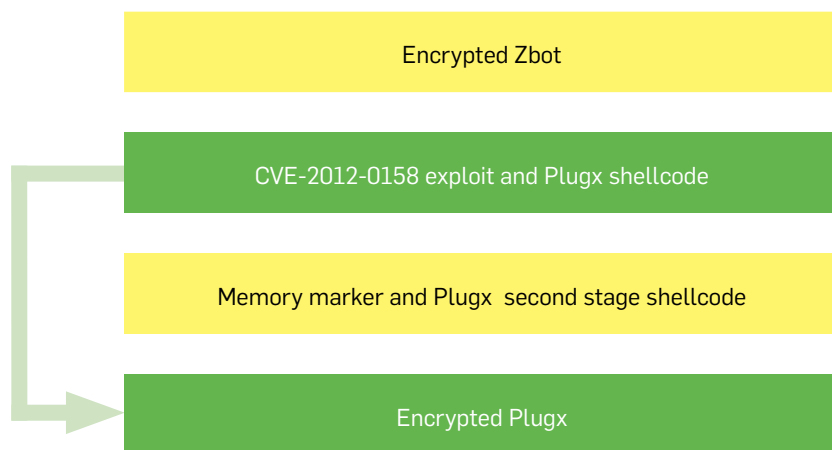 Encrypted Zbot
CVE-2012-0158 exploit and Plugx shellcode
Memory marker and Plugx second stage shellcode
Encrypted Plugx